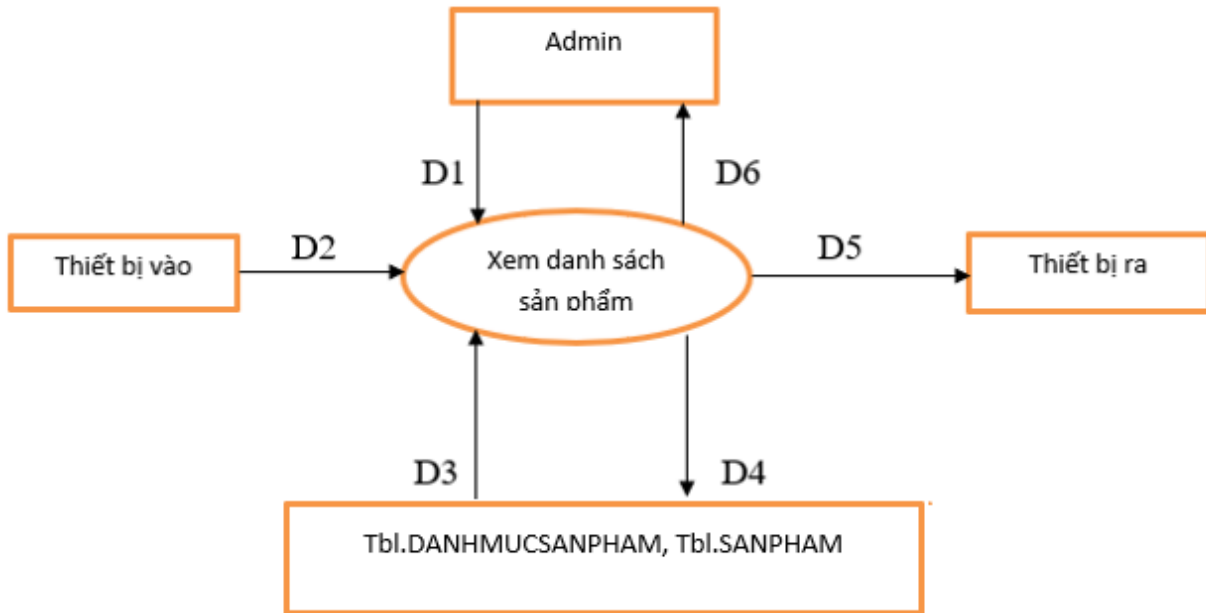 Admin
D1
D6
Thiết bị vào
D2
Xem danh sách
sản phẩm
D5
Thiết bị ra
D3
D4
Tbl.DANHMUCSANPHAM, Tbl.SANPHAM